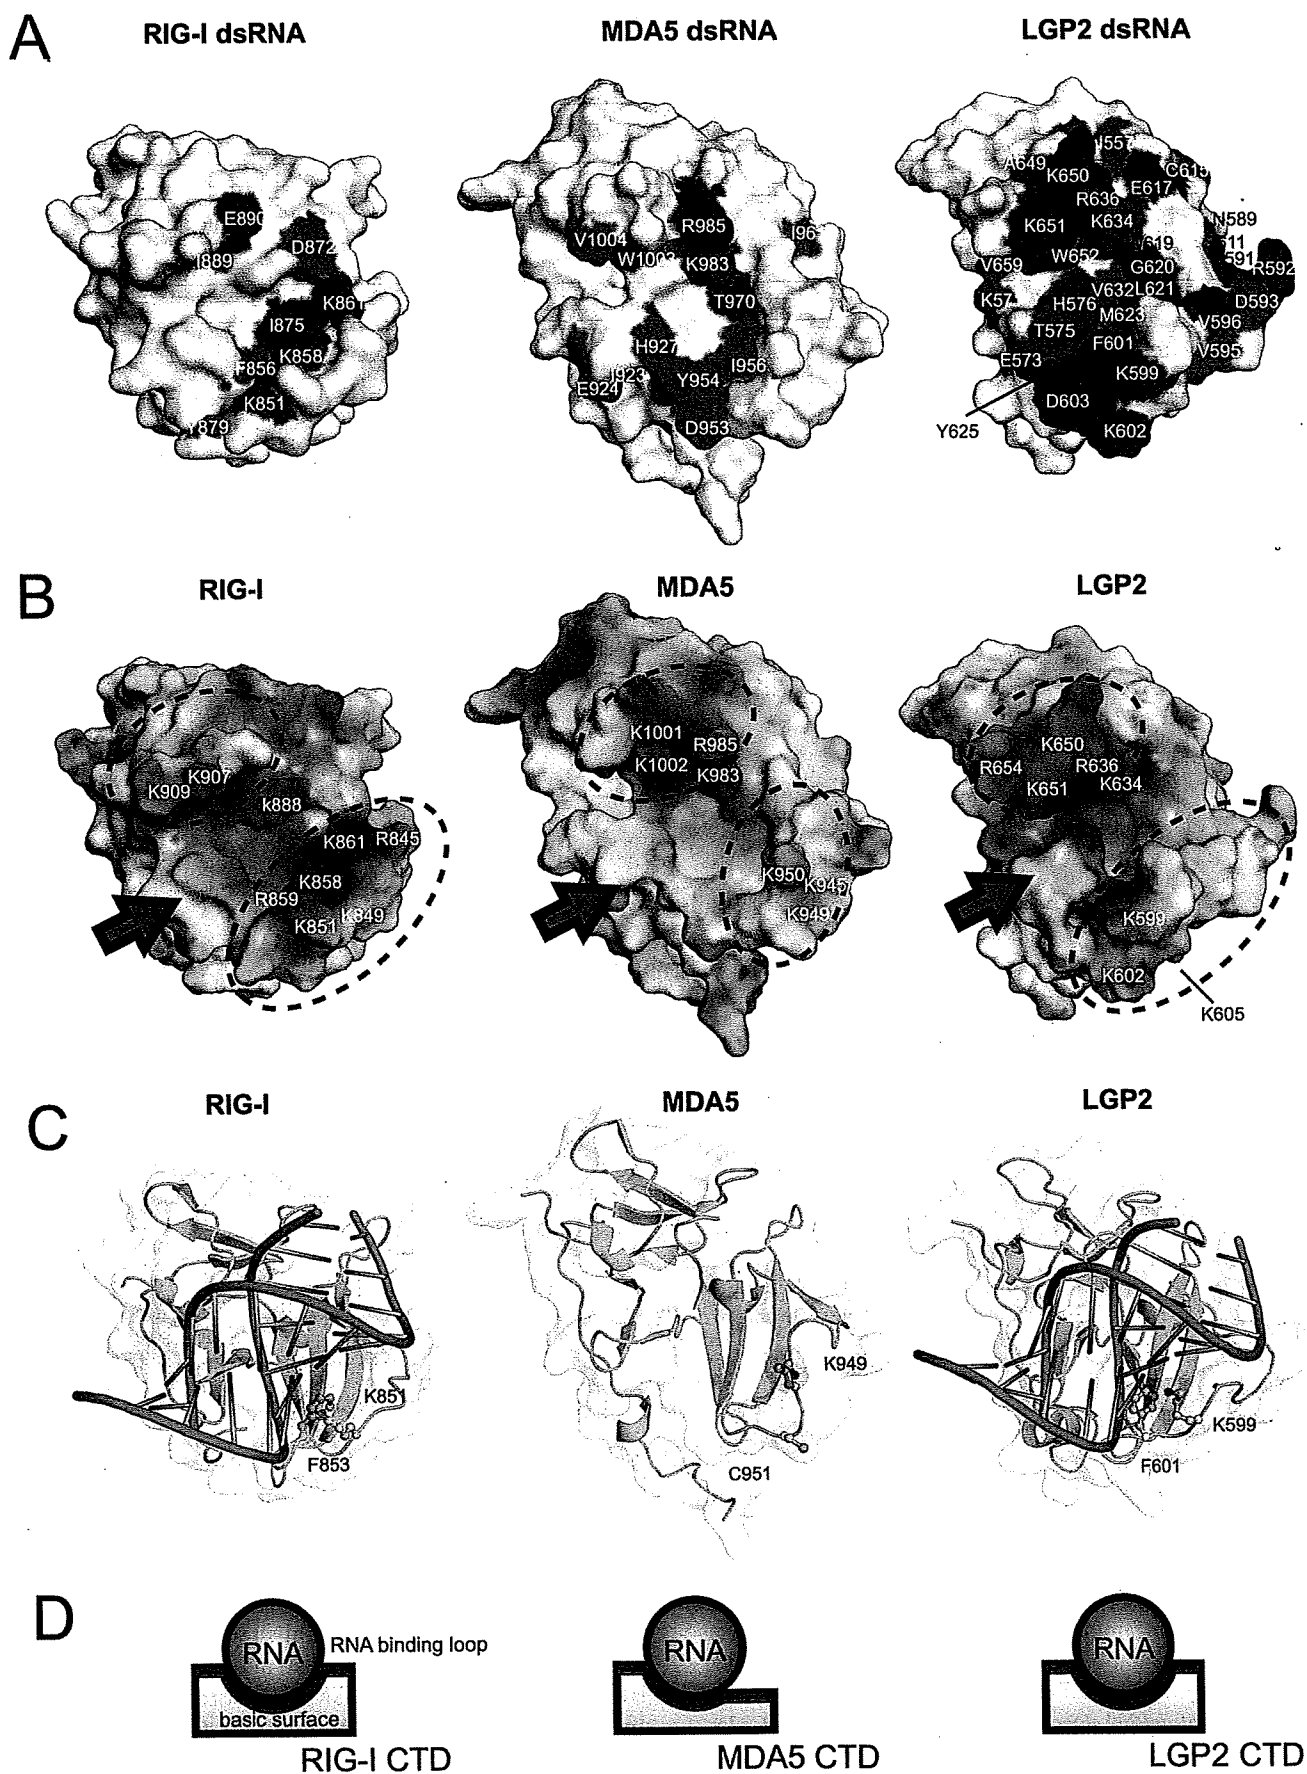 A
RIG-I dsRNA
MDA5 dsRNA
LGP2 dsRNA
E890
D872
I889
K861
I875
K858
F856
K851
Y879
R985
V1004
W1003
K983
T970
H927
I956
I923
Y954
E924
D953
I557
A649
K650
C615
E617
R636
K651
K634
N589
W652
V659
G620
R592
V632
L621
H576
D593
M623
V596
T575
F601
V595
E573
K599
D603
Y625
K602
B
RIG-I
MDA5
LGP2
K907
K909
k888
K861
R845
K858
R859
K849
K851
K1001
R985
K1002
K983
K950
K945
K949
K650
R654
R636
K651
K634
K599
K602
K605
C
RIG-I
MDA5
LGP2
K851
F853
K949
C951
K599
F601
D
RNA
RNA binding loop
basic surface
RIG-I CTD
RNA
MDA5 CTD
RNA
LGP2 CTD